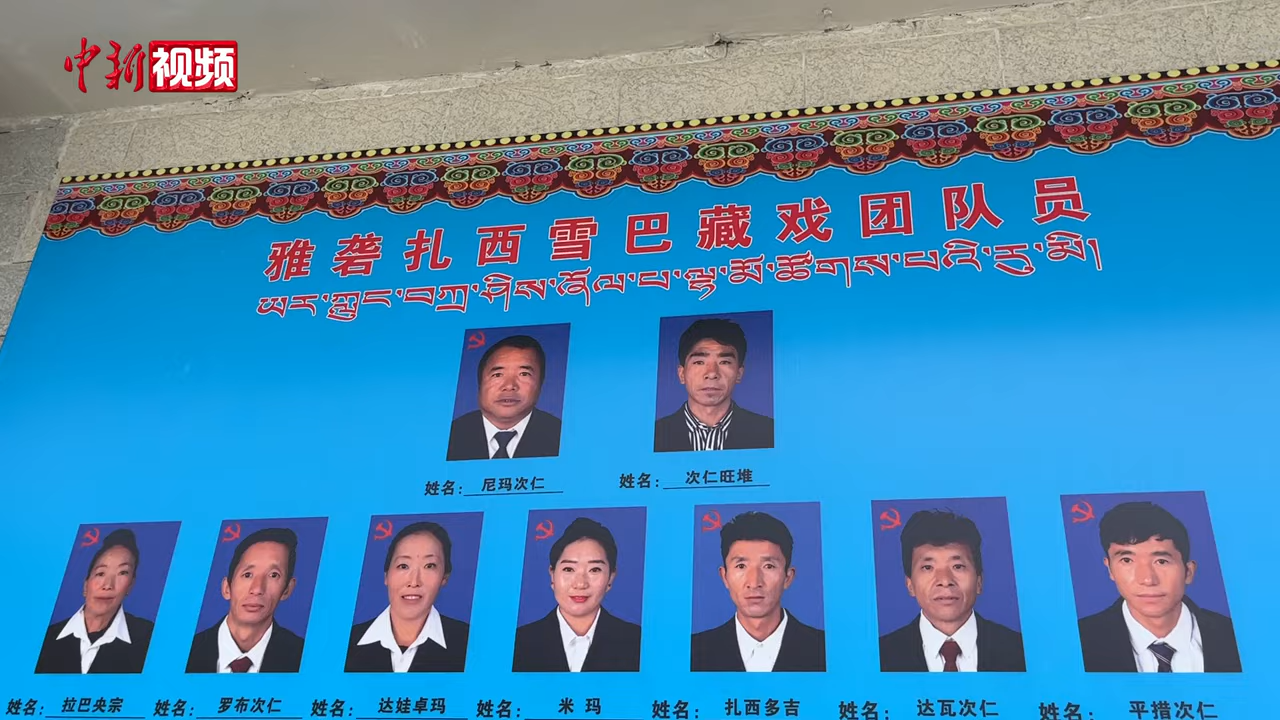 中新视频
雅砻扎西雪巴藏戏团队员
ཡར་ཀླུང་བཀྲ་ཤིས་ཞོལ་པ་ལྷ་མོ་ཚོགས་པའི་རུ་མི།
姓名：尼玛次仁 姓名：次仁旺堆
姓名：拉巴央宗 姓名：罗布次仁 姓名：达娃卓玛 姓名：米玛 姓名：扎西多吉 姓名：达瓦次仁 姓名：平措次仁